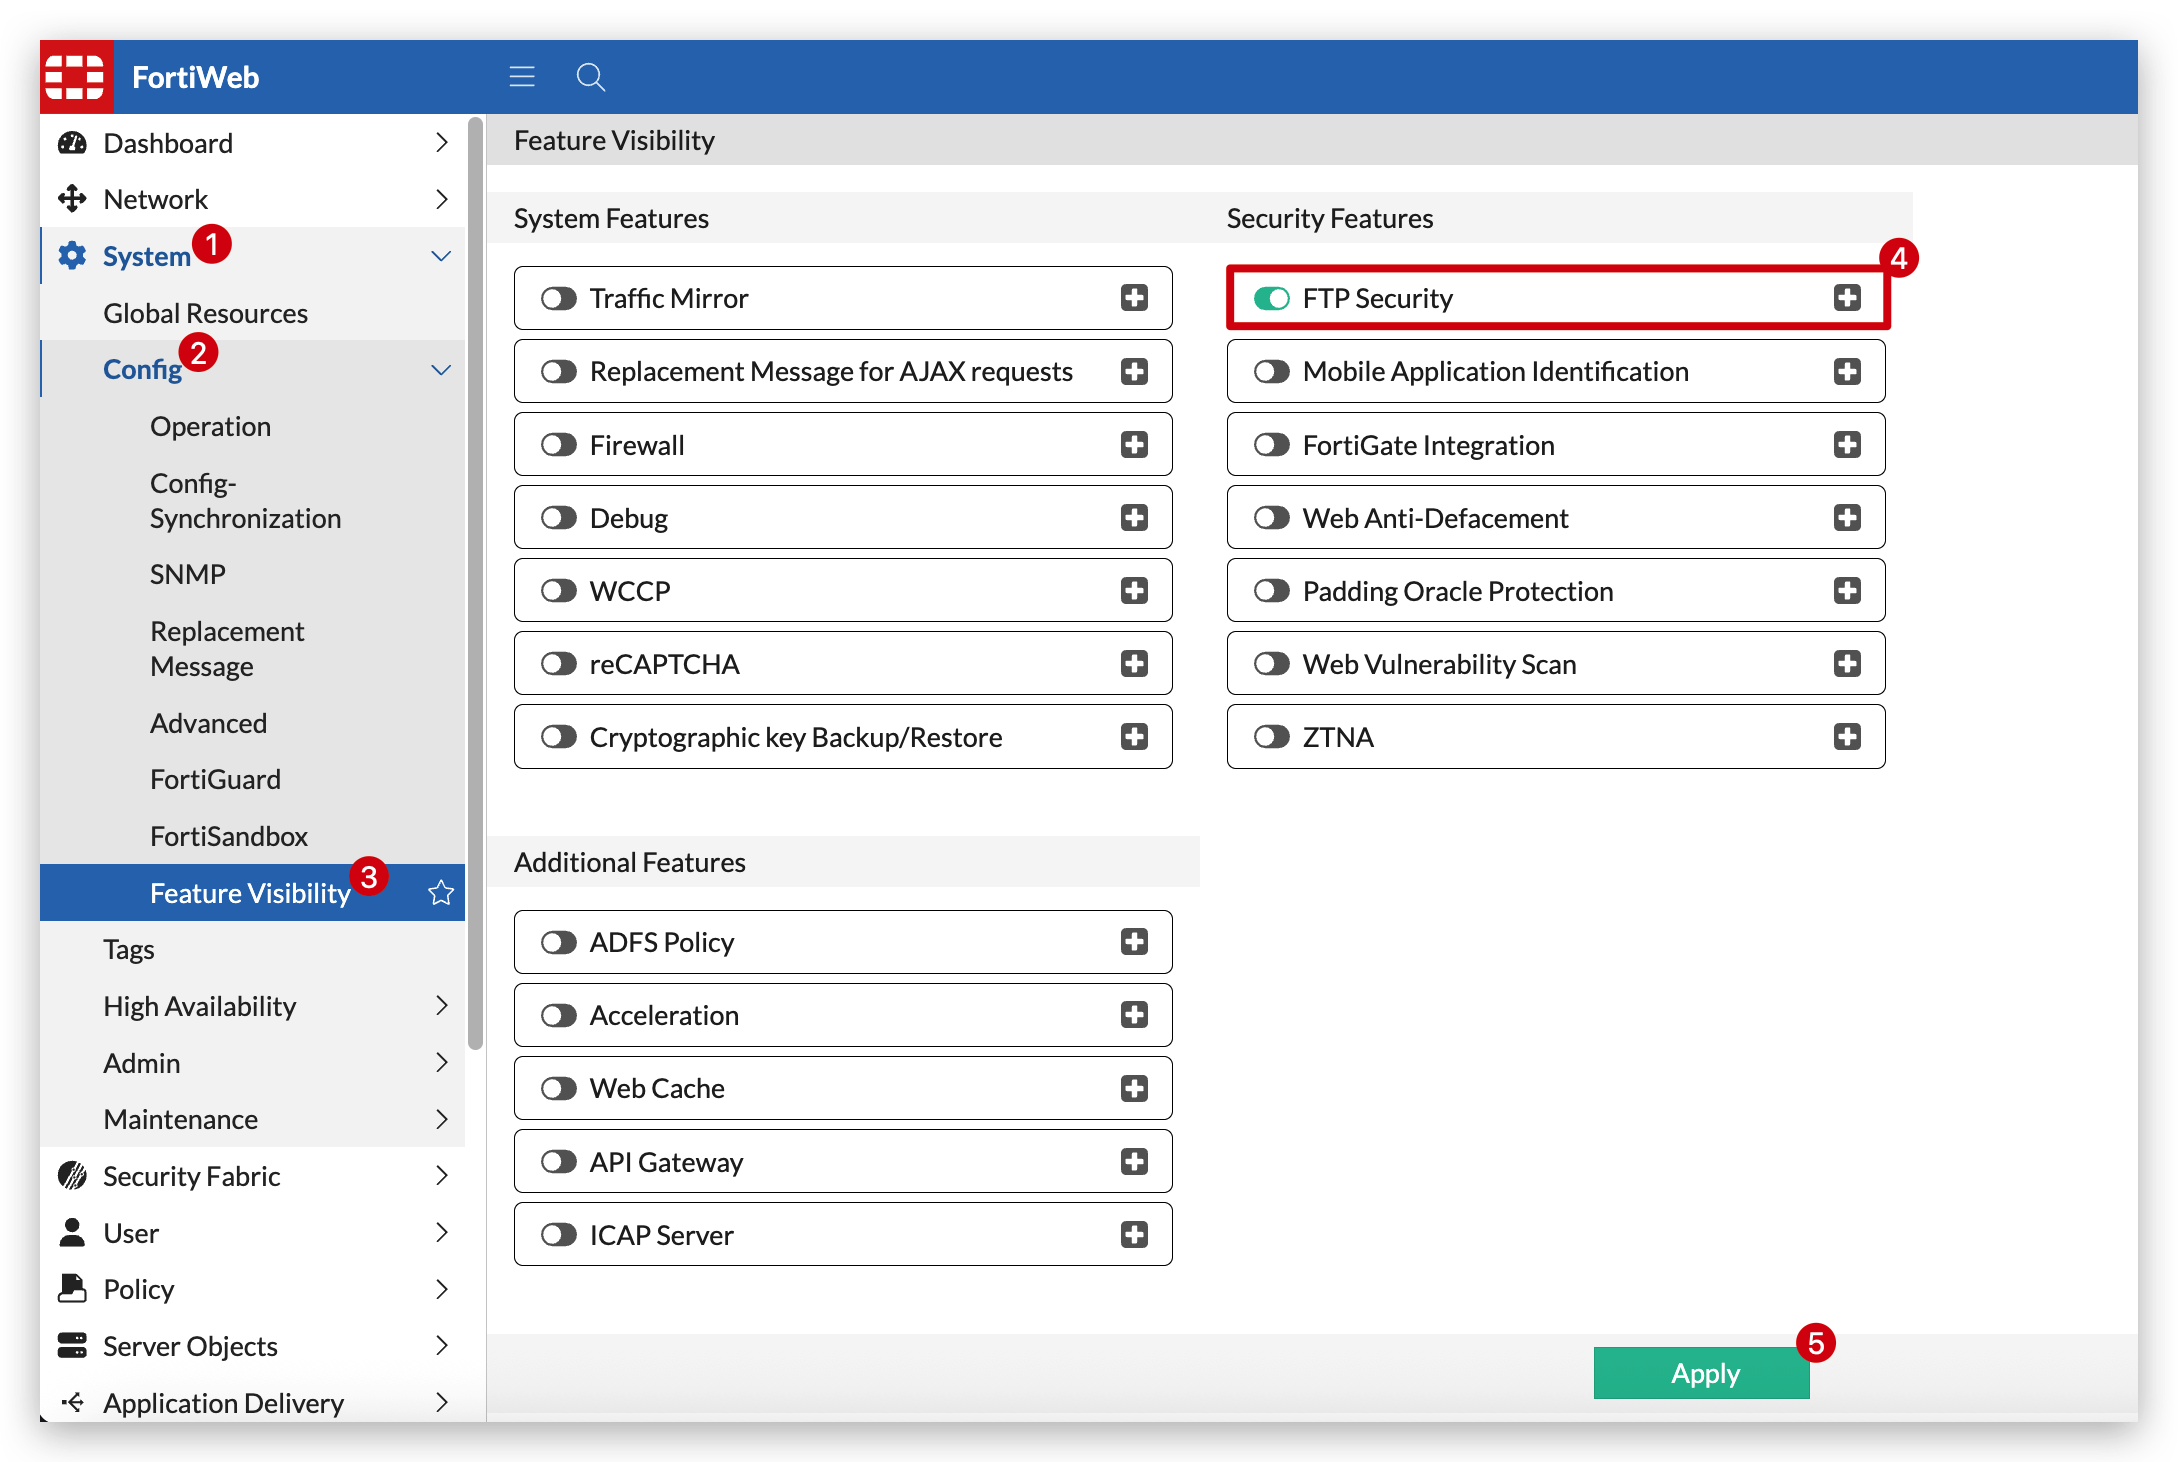 FortiWeb
Dashboard
Network
System 1
Global Resources
Config 2
Operation
Config-
Synchronization
SNMP
Replacement
Message
Advanced
FortiGuard
FortiSandbox
Feature Visibility 3
Tags
High Availability
Admin
Maintenance
Security Fabric
User
Policy
Server Objects
Application Delivery
Feature Visibility
System Features
Traffic Mirror
Replacement Message for AJAX requests
Firewall
Debug
WCCP
reCAPTCHA
Cryptographic key Backup/Restore
Security Features
4
FTP Security
Mobile Application Identification
FortiGate Integration
Web Anti-Defacement
Padding Oracle Protection
Web Vulnerability Scan
ZTNA
Additional Features
ADFS Policy
Acceleration
Web Cache
API Gateway
ICAP Server
5
Apply